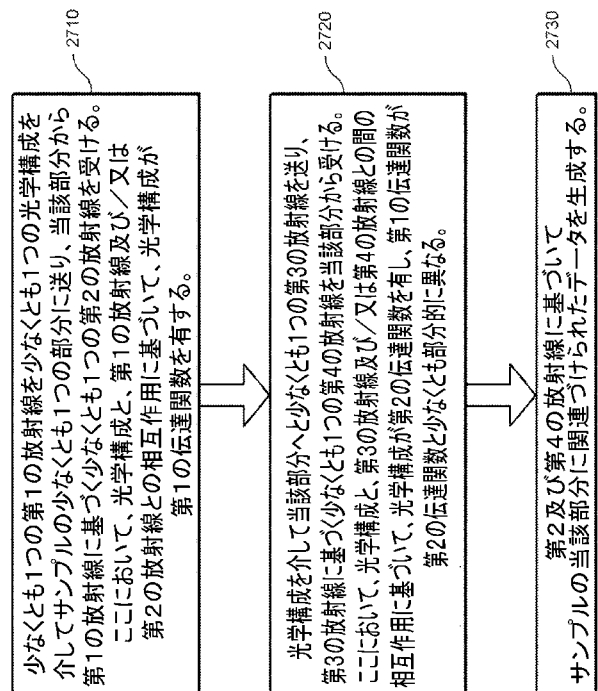 2710
少なくとも1つの第1の放射線を少なくとも1つの光学構成を
介してサンプルの少なくとも1つの部分に送り、当該部分から
第1の放射線に基づく少なくとも1つの第2の放射線を受ける。
ここにおいて、光学構成と、第1の放射線及び/又は
第2の放射線との相互作用に基づいて、光学構成が
第1の伝達関数を有する。
2720
光学構成を介して当該部分へと少なくとも1つの第3の放射線を送り、
第3の放射線に基づく少なくとも1つの第4の放射線を当該部分から受ける。
ここにおいて、光学構成と、第3の放射線及び/又は第4の放射線との間の
相互作用に基づいて、光学構成が第2の伝達関数を有し、第1の伝達関数が
第2の伝達関数と少なくとも部分的に異なる。
2730
第2及び第4の放射線に基づいて
サンプルの当該部分に関連づけられたデータを生成する。